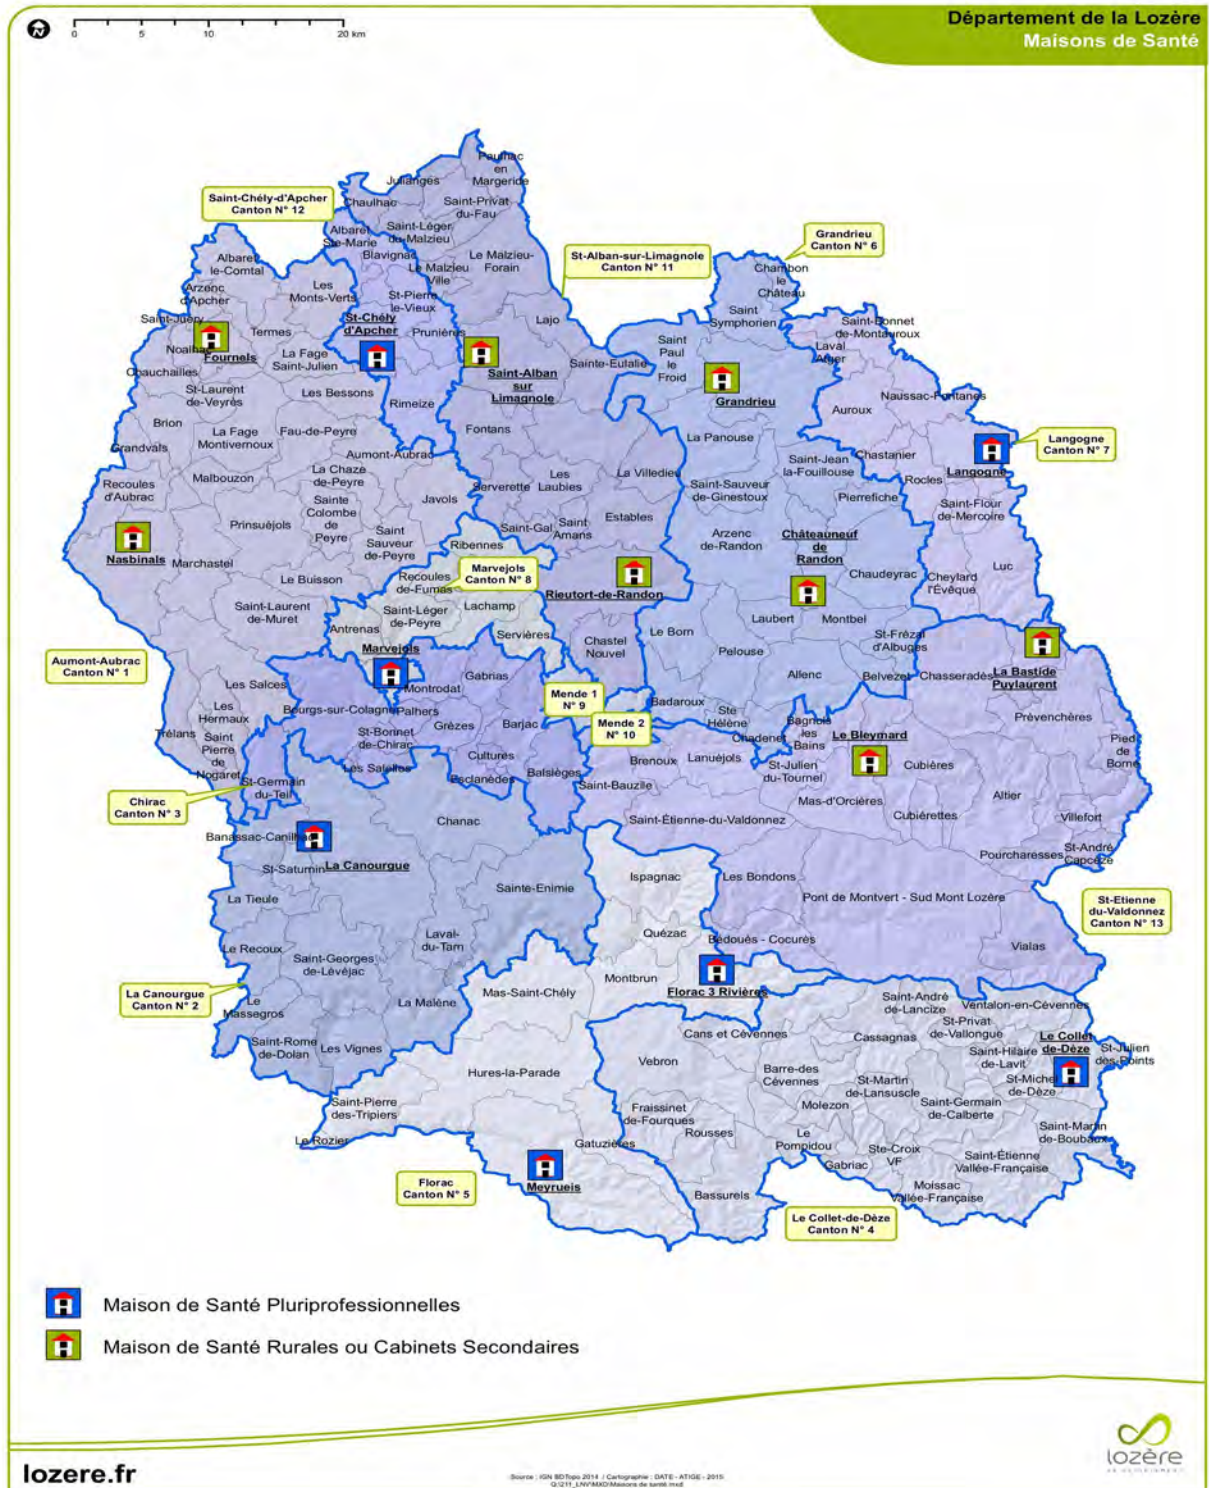 Département de la Lozère
Maisons de Santé
N
0 5 10 20 km
Paulhac
en
Margeride
Julianges
Saint-Chély-d'Apcher
Canton N° 12
Chaulhac
Saint-Privat
du-Fau
Albaret
Ste-Marie
Saint-Léger
du-Malzieu
Grandrieu
Canton N° 6
Blavignac
St-Alban-sur-Limagnole
Canton N° 11
Albaret
le-Comtal
Le Malzieu-
Forain
Le Malzieu
Ville
Chambon
le
Château
Arzenc
d'Apcher
Les
Monts-Verts
St-Pierre
le-Vieux
Saint
Symphorien
Saint-Juéry
St-Chély
d'Apcher
Lajo
Saint-Bonnet
de-Montauroux
Termes
Prunières
Noalhac
Fournels
La Fage
Saint-Julien
Saint
Paul
le
Froid
Laval
Atger
Sainte-Eulalie
Chauchailles
Saint-Alban
sur
Limagnole
St-Laurent
de-Veyrès
Les Bessons
Rimeize
Grandrieu
Naussac-Fontanes
Auroux
Brion
La Fage
Montivernoux
Fau-de-Peyre
Fontans
La Panouse
Langogne
Canton N° 7
Grandvals
Aumont-Aubrac
Saint-Jean
la-Fouillouse
Chastanier
Langogne
Recoules
d'Aubrac
Malbouzon
La Chaze
de-Peyre
Serverette
Les
Laubies
La Villedieu
Saint-Sauveur
de-Ginestoux
Rocles
Pierrefiche
Javols
Saint-Flour
de-Mercoire
Sainte
Colombe
de
Peyre
Prinsuéjols
Saint-Gal
Saint
Amans
Estables
Arzenc
de-Randon
Châteauneuf
de
Randon
Saint
Sauveur
de-Peyre
Ribennes
Nasbinals
Marchastel
Marvejols
Canton N° 8
Recoules
de-Fumas
Rieutort-de-Randon
Chaudeyrac
Cheylard
l'Évêque
Luc
Le Buisson
Saint-Laurent
de-Muret
Saint-Léger
de-Peyre
Lachamp
Laubert
Montbel
Antrenas
Servières
Le Born
Chastel
Nouvel
St-Frézal
d'Albuges
Marvejols
Pelouse
Aumont-Aubrac
Canton N° 1
Les Salces
Montrodat
Gabrias
Allenc
Belvezet
Chasseradès
La Bastide
Puylaurent
Mende 1
N° 9
Badaroux
Les
Hermaux
Bourgs-sur-Colagne
Palhers
Grèzes
Barjac
Mende 2
N° 10
Ste
Hélène
Bagnols
les
Bains
Prévenchères
Trélans
Saint
Pierre
de
Nogaret
St-Bonnet
de-Chirac
Chadenet
Le Bleymard
Pied
de
Borne
Cultures
Brenoux
Lanuéjols
Cubières
Les Salelles
Esclanèdes
Balsièges
Saint-Bauzille
St-Julien
du-Tournel
St-Germain
du-Teil
Altier
Chirac
Canton N° 3
Mas-d'Orcières
Cubiérettes
Chanac
Saint-Étienne-du-Valdonnez
Villefort
Banassac-Canilhac
La Canourgue
St-Saturnin
Pourcharesses
St-André
Capcèze
Ispagnac
Les Bondons
Sainte-Enimie
La Tieule
Pont de Montvert - Sud Mont Lozère
St-Etienne
du-Valdonnez
Canton N° 13
Quézac
Bédouès - Cocurès
Laval-
du-Tarn
Vialas
Le Recoux
Saint-Georges
de-Lévéjac
Montbrun
Florac 3 Rivières
Mas-Saint-Chély
La Canourgue
Canton N° 2
La Malène
Le
Massegros
Saint-André
de-Lancize
Ventalon-en-Cévennes
Cans et Cévennes
Cassagnas
St-Privat
de-Vallongue
Saint-Rome
de-Dolan
Les Vignes
Le Collet
de-Dèze
St-Julien
des-Points
Vebron
Saint-Hilaire
de-Lavit
Hures-la-Parade
Barre-des
Cévennes
St-Martin
de-Lansuscle
St-Michel
de-Dèze
Saint-Pierre
des-Tripiers
Fraissinet
de-Fourques
Molezon
Saint-Germain
de-Calberte
Saint-Martin
de-Boubaux
Le Rozier
Gatuzières
Rousses
Le
Pompidou
Ste-Croix
VF
Saint-Étienne
Vallée-Française
Gabriac
Meyrueis
Florac
Canton N° 5
Bassurels
Moissac
Vallée-Française
Le Collet-de-Dèze
Canton N° 4
Maison de Santé Pluriprofessionnelles
Maison de Santé Rurales ou Cabinets Secondaires
lozère
lozere.fr
Source : IGN BDTopo 2014 / Cartographie : DATE - ATIGE - 2015